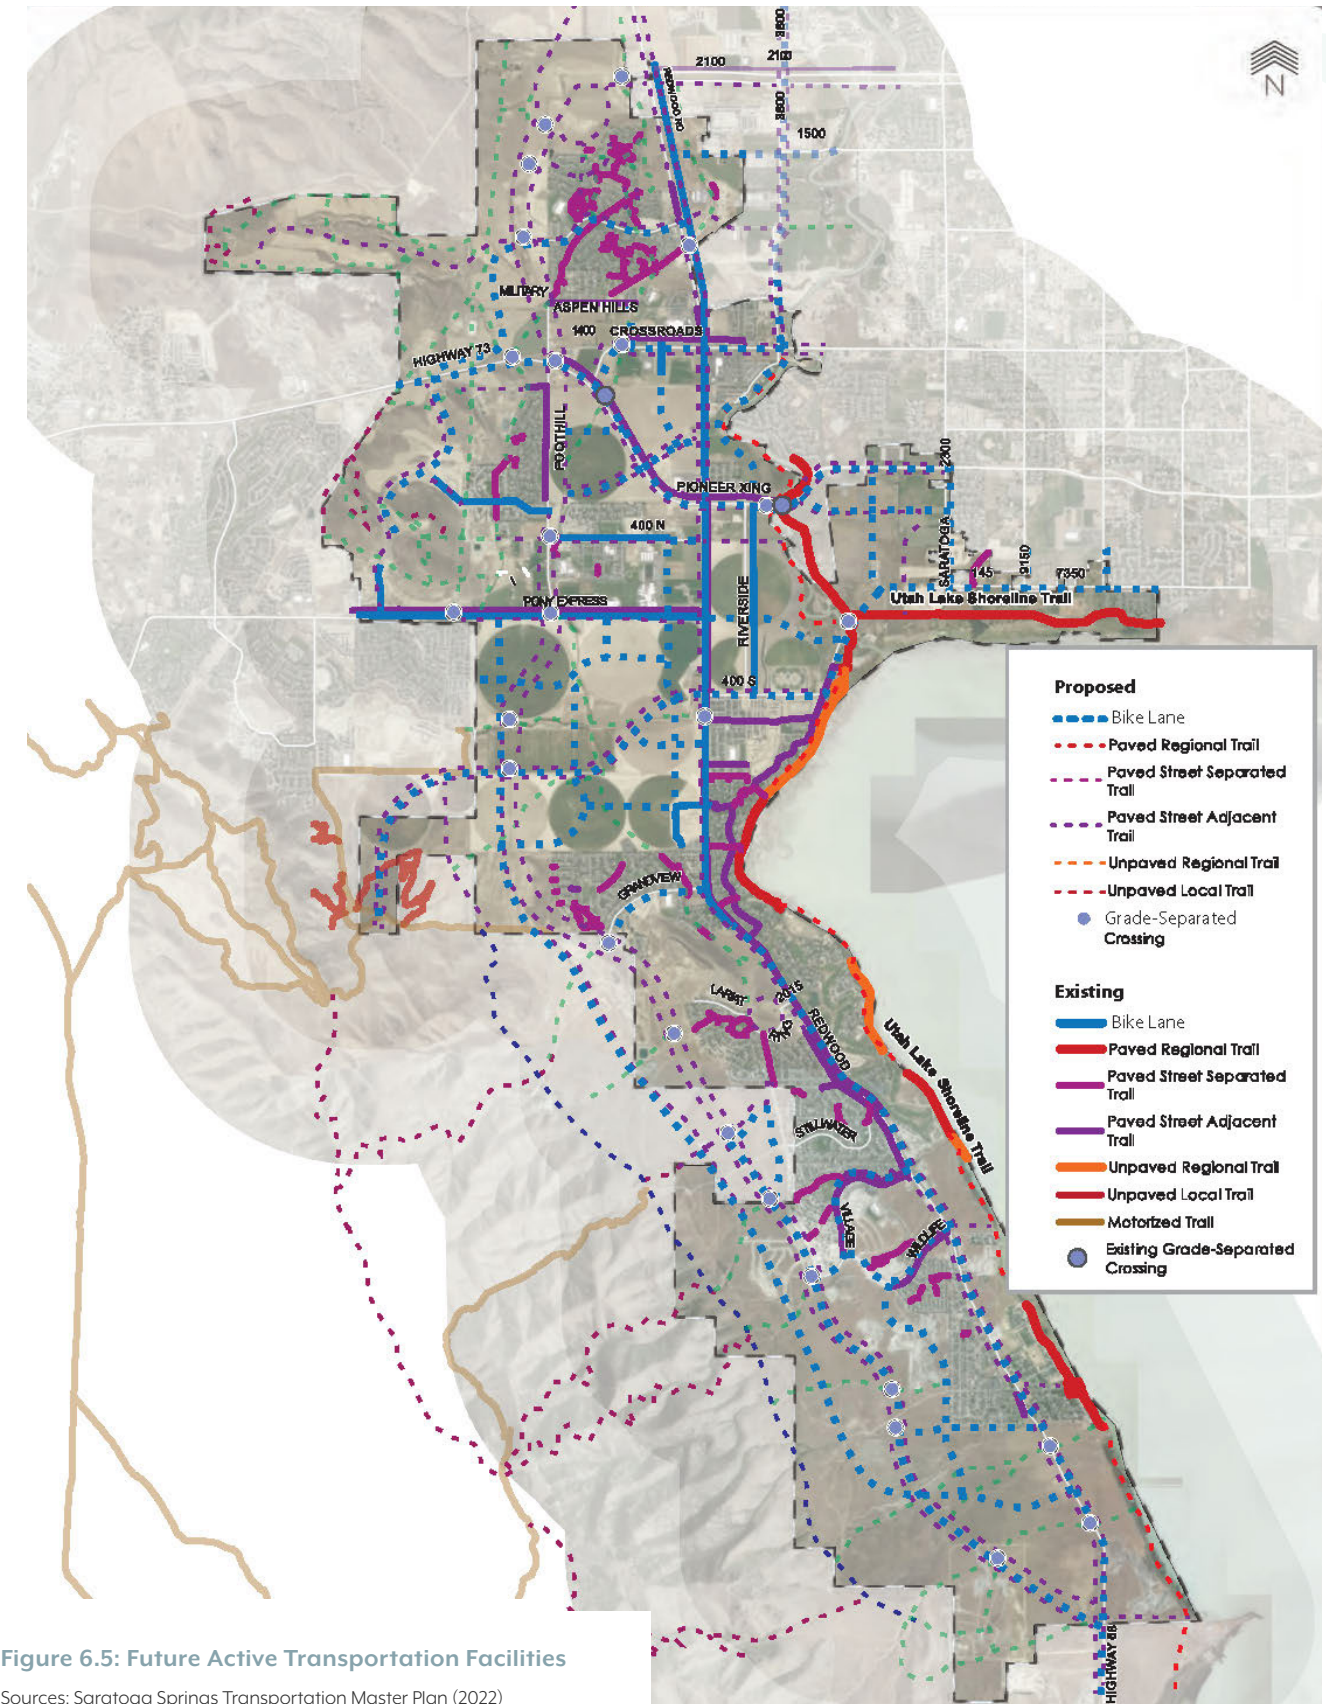 N
3600
2100
2100
REDWOOD RD
3600
1500
MILITARY
ASPEN HILLS
1400
CROSSROADS
HIGHWAY 73
FOOTHILL
PIONEER XING
2300
400 N
SARATOGA
145
9150
7350
PONY EXPRESS
RIVERSIDE
Utah Lake Shoreline Trail
400 S
GRANDVIEW
LARIAT
2015
RING
REDWOOD
STILLWATER
Utah Lake Shoreline Trail
VILLAGE
WILDLIFE
HIGHWAY 68
Proposed
Bike Lane
Paved Regional Trail
Paved Street Separated
Trail
Paved Street Adjacent
Trail
Unpaved Regional Trail
Unpaved Local Trail
Grade-Separated
Crossing
Existing
Bike Lane
Paved Regional Trail
Paved Street Separated
Trail
Paved Street Adjacent
Trail
Unpaved Regional Trail
Unpaved Local Trail
Motorized Trail
Existing Grade-Separated
Crossing
Figure 6.5: Future Active Transportation Facilities
Sources: Saratoga Springs Transportation Master Plan (2022)